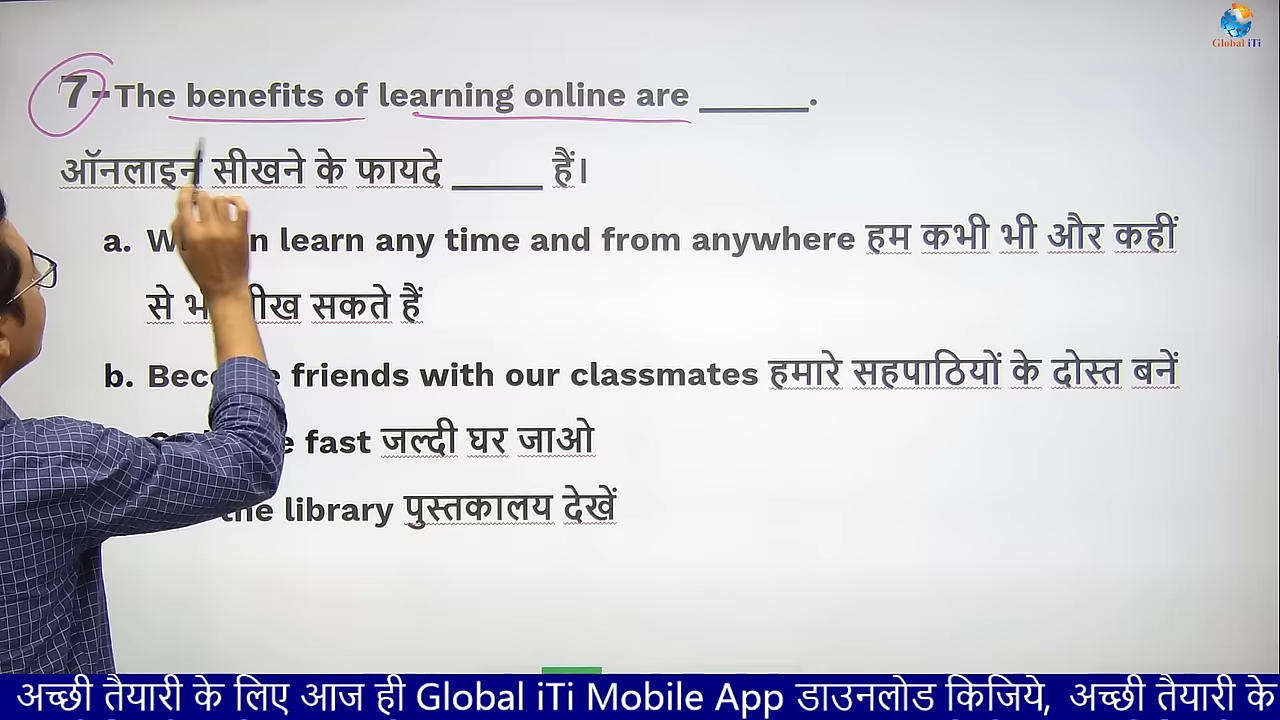 Global iTi
7-The benefits of learning online are ______.
ऑनलाइन सीखने के फायदे _____ हैं।
a. learn any time and from anywhere हम कभी भी और कहीं
से सकते हैं
b. friends with our classmates हमारे सहपाठियों के दोस्त बनें
fast जल्दी घर जाओ
the library पुस्तकालय देखें
अच्छी तैयारी के लिए आज ही Global iTi Mobile App डाउनलोड किजिये, अच्छी तैयारी के